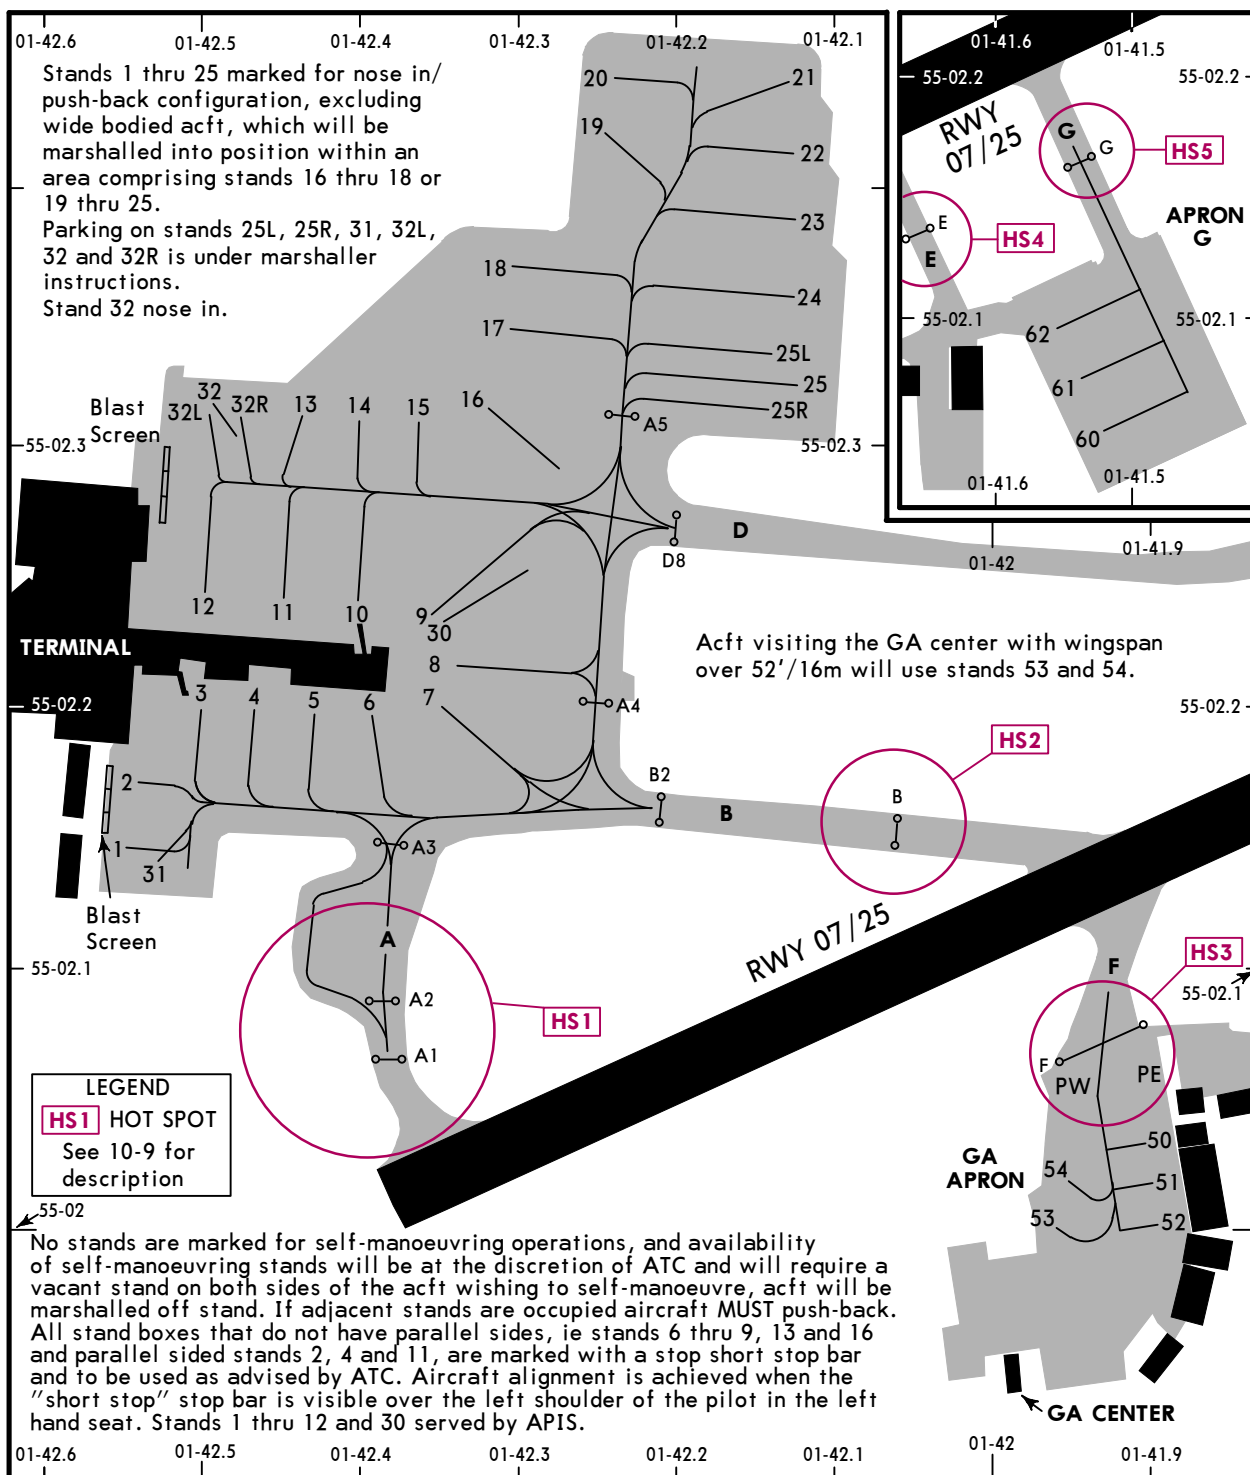 01-42.6
01-42.5
01-42.4
01-42.3
01-42.2
01-42.1
Stands 1 thru 25 marked for nose in/
push-back configuration, excluding
wide bodied acft, which will be
marshalled into position within an
area comprising stands 16 thru 18 or
19 thru 25.
Parking on stands 25L, 25R, 31, 32L,
32 and 32R is under marshaller
instructions.
Stand 32 nose in.
20
21
19
22
23
18
24
17
25L
25
25R
A5
16
15
14
13
32R
32
32L
Blast
Screen
55-02.3
55-02.3
01-41.6
01-41.5
55-02.2
55-02.2
RWY
07/25
G
G
HS5
APRON
G
E
E
HS4
55-02.1
55-02.1
62
61
60
01-41.6
01-41.5
D
D8
01-42
01-41.9
12
11
10
9
30
8
7
TERMINAL
Acft visiting the GA center with wingspan
over 52'/16m will use stands 53 and 54.
3
4
5
6
A4
55-02.2
55-02.2
HS2
B2
B
B
2
1
31
A3
Blast
Screen
A
A2
A1
HS1
RWY 07/25
55-02.1
55-02.1
F
HS3
F
PW
PE
LEGEND
HS1 HOT SPOT
See 10-9 for
description
GA
APRON
50
51
52
54
53
55-02
No stands are marked for self-manoeuvring operations, and availability
of self-manoeuvring stands will be at the discretion of ATC and will require a
vacant stand on both sides of the acft wishing to self-manoeuvre, acft will be
marshalled off stand. If adjacent stands are occupied aircraft MUST push-back.
All stand boxes that do not have parallel sides, ie stands 6 thru 9, 13 and 16
and parallel sided stands 2, 4 and 11, are marked with a stop short stop bar
and to be used as advised by ATC. Aircraft alignment is achieved when the
"short stop" stop bar is visible over the left shoulder of the pilot in the left
hand seat. Stands 1 thru 12 and 30 served by APIS.
GA CENTER
01-42.6
01-42.5
01-42.4
01-42.3
01-42.2
01-42.1
01-42
01-41.9